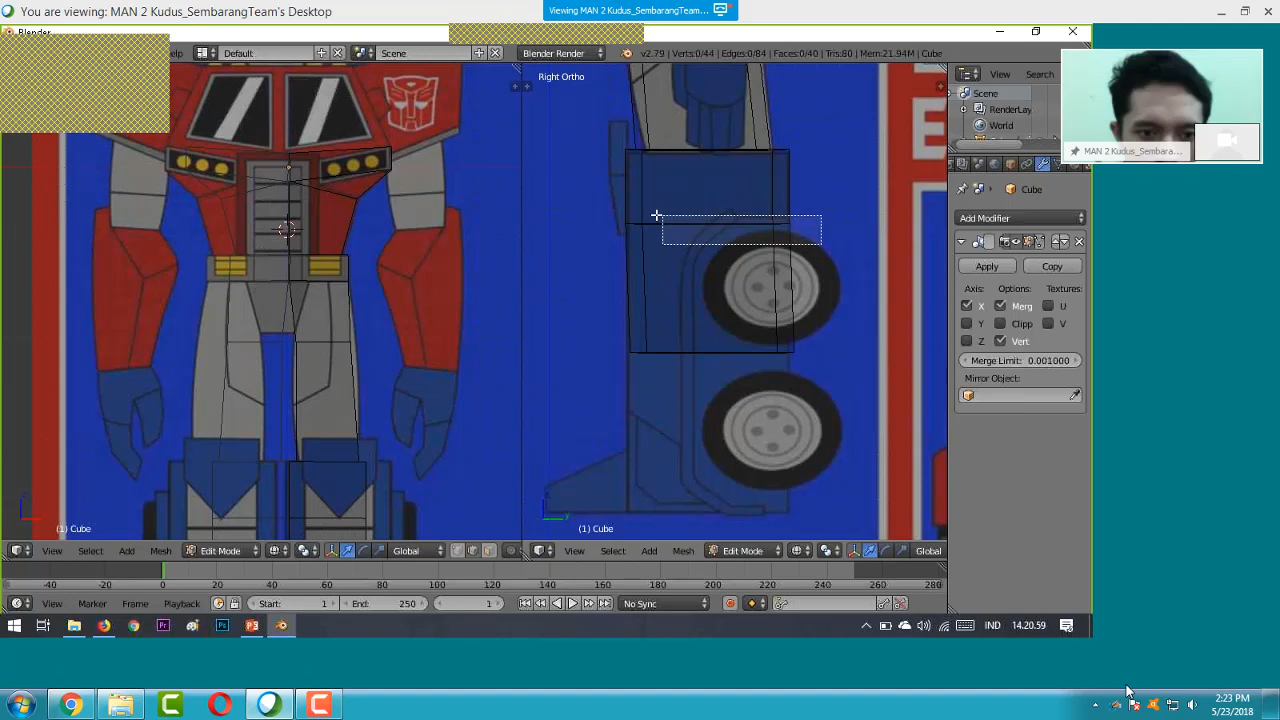 You are viewing: MAN 2 Kudus_SembarangTeam's Desktop
Viewing MAN 2 Kudus_SembarangTeam...
Blender
elp
Default
Scene
Blender Render
v2.79 | Verts:0/44 | Edges:0/84 | Faces:0/40 | Tris:80 | Mem:21.94M | Cube
Right Ortho
View
Search
Scene
RenderLay
World
MAN 2 Kudus_Sembara...
Cube
Add Modifier
Apply
Copy
Axis:
Options:
Textures:
X
Merg
U
Y
Clipp
V
Z
Vert
Merge Limit: 0.001000
Mirror Object:
(1) Cube
(1) Cube
View
Select
Add
Mesh
Edit Mode
Global
View
Select
Add
Mesh
Edit Mode
Global
-40 -20 0 20 40 60 80 100 120 140 160 180 200 220 240 260 280
View
Marker
Frame
Playback
Start: 1
End: 250
1
No Sync
IND
14.20.59
2:23 PM
5/23/2018